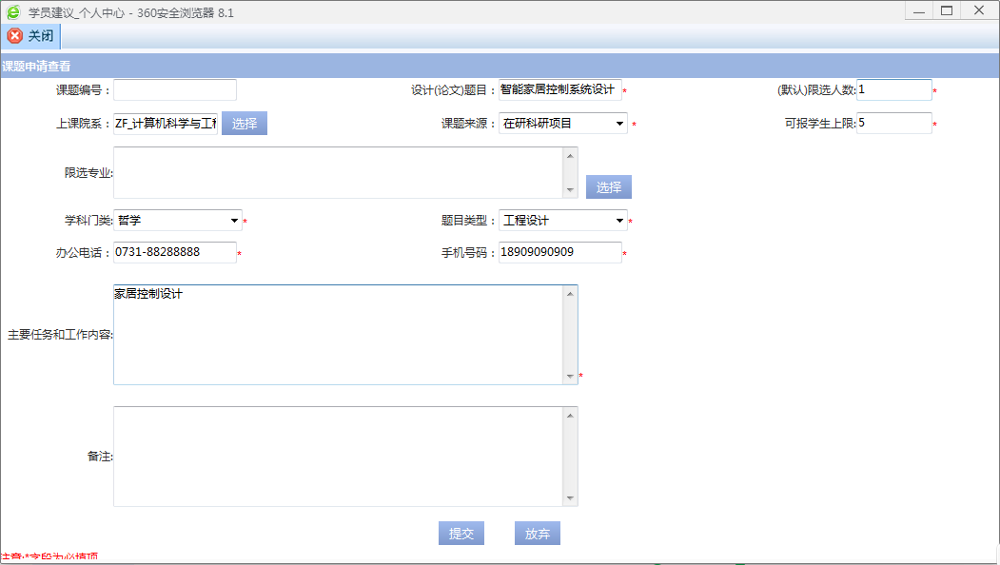 学员建议_个人中心 - 360安全浏览器 8.1
关闭
课题申请查看
课题编号： 设计(论文)题目： 智能家居控制系统设计 * (默认)限选人数: 1 *
上课院系： ZF_计算机科学与工程 选择 课题来源： 在研科研项目 * 可报学生上限: 5 *
限选专业: 选择
学科门类: 哲学 * 题目类型： 工程设计 *
办公电话： 0731-88288888 * 手机号码： 18909090909 *
家居控制设计
主要任务和工作内容: *
备注:
提交 放弃
注意:*字段为必填项